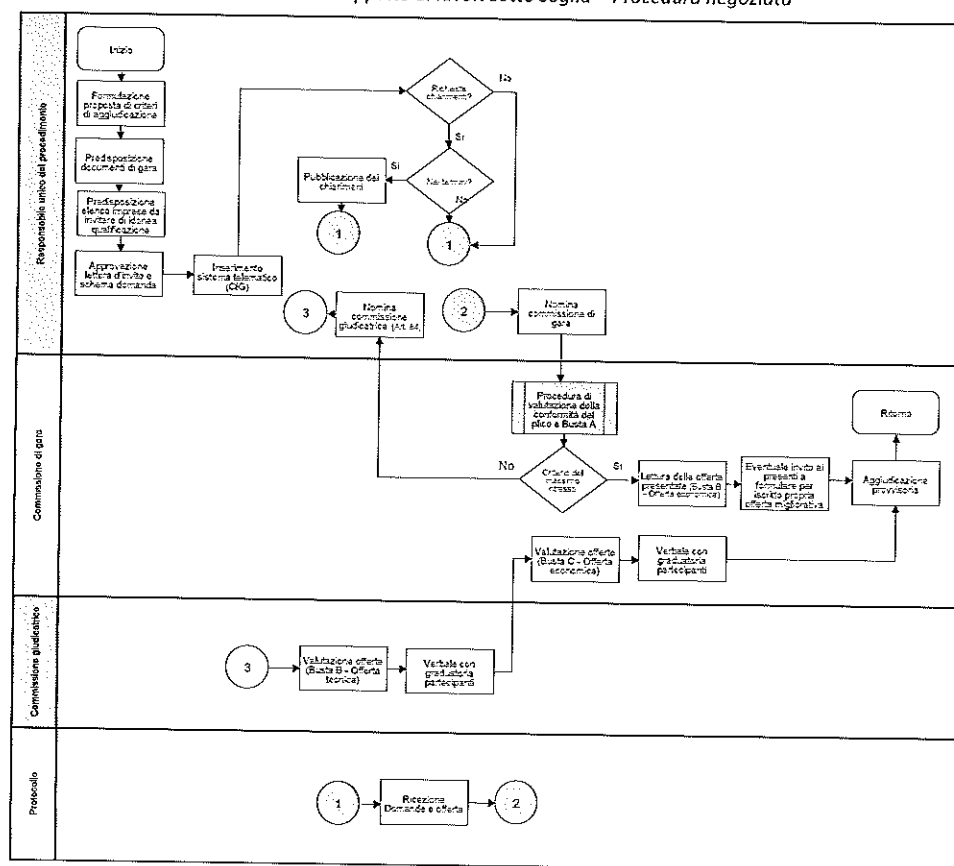 sotto soglia – Procedura negoziata
Responsabile unico del procedimento
Inizio
Formulazione
proposta di criteri
di aggiudicazione
Predisposizione
documenti di gara
Predisposizione
elenco imprese da
invitare di idonea
qualificazione
Approvazione
lettera d'invito e
schema domanda
Inserimento
sistema telematico
(CIG)
Richiesta
chiarimenti?
No
Si
Nei termini?
Si
No
Pubblicazione dei
chiarimenti
1
1
3
Nomina
commissione
giudicatrice (Art. 84)
2
Nomina
commissione di
gara
Commissione di gara
Procedura di
valutazione della
conformità del
plico e Busta A
Criterio del
massimo
ribasso
No
Si
Lettura delle offerte
presentate (Busta B
- Offerta economica)
Eventuale invito ai
presenti a
formulare per
iscritto propria
offerta migliorativa
Aggiudicazione
provvisoria
Ritorno
Valutazione offerte
(Busta C - Offerta
economica)
Verbale con
graduatoria
partecipanti
Commissione giudicatrice
3
Valutazione offerte
(Busta B - Offerta
tecnica)
Verbale con
graduatoria
partecipanti
Protocollo
1
Ricezione
Domande e offerte
2